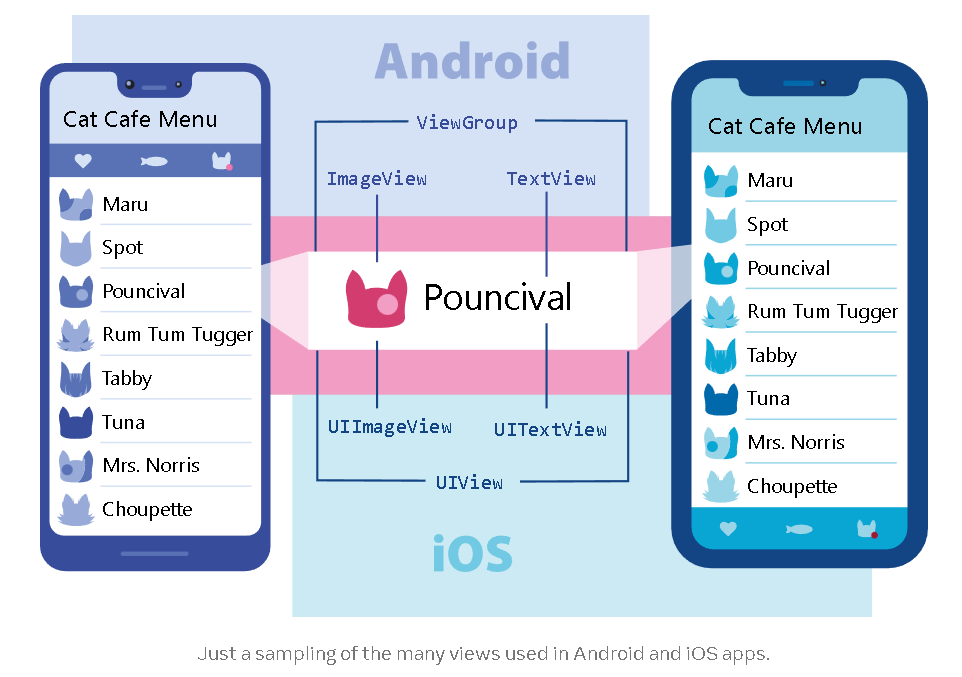 Android
Cat Cafe Menu
Maru
Spot
Pouncival
Rum Tum Tugger
Tabby
Tuna
Mrs. Norris
Choupette
ViewGroup
ImageView
TextView
Pouncival
UIImageView
UITextView
UIView
iOS
Cat Cafe Menu
Maru
Spot
Pouncival
Rum Tum Tugger
Tabby
Tuna
Mrs. Norris
Choupette
Just a sampling of the many views used in Android and iOS apps.